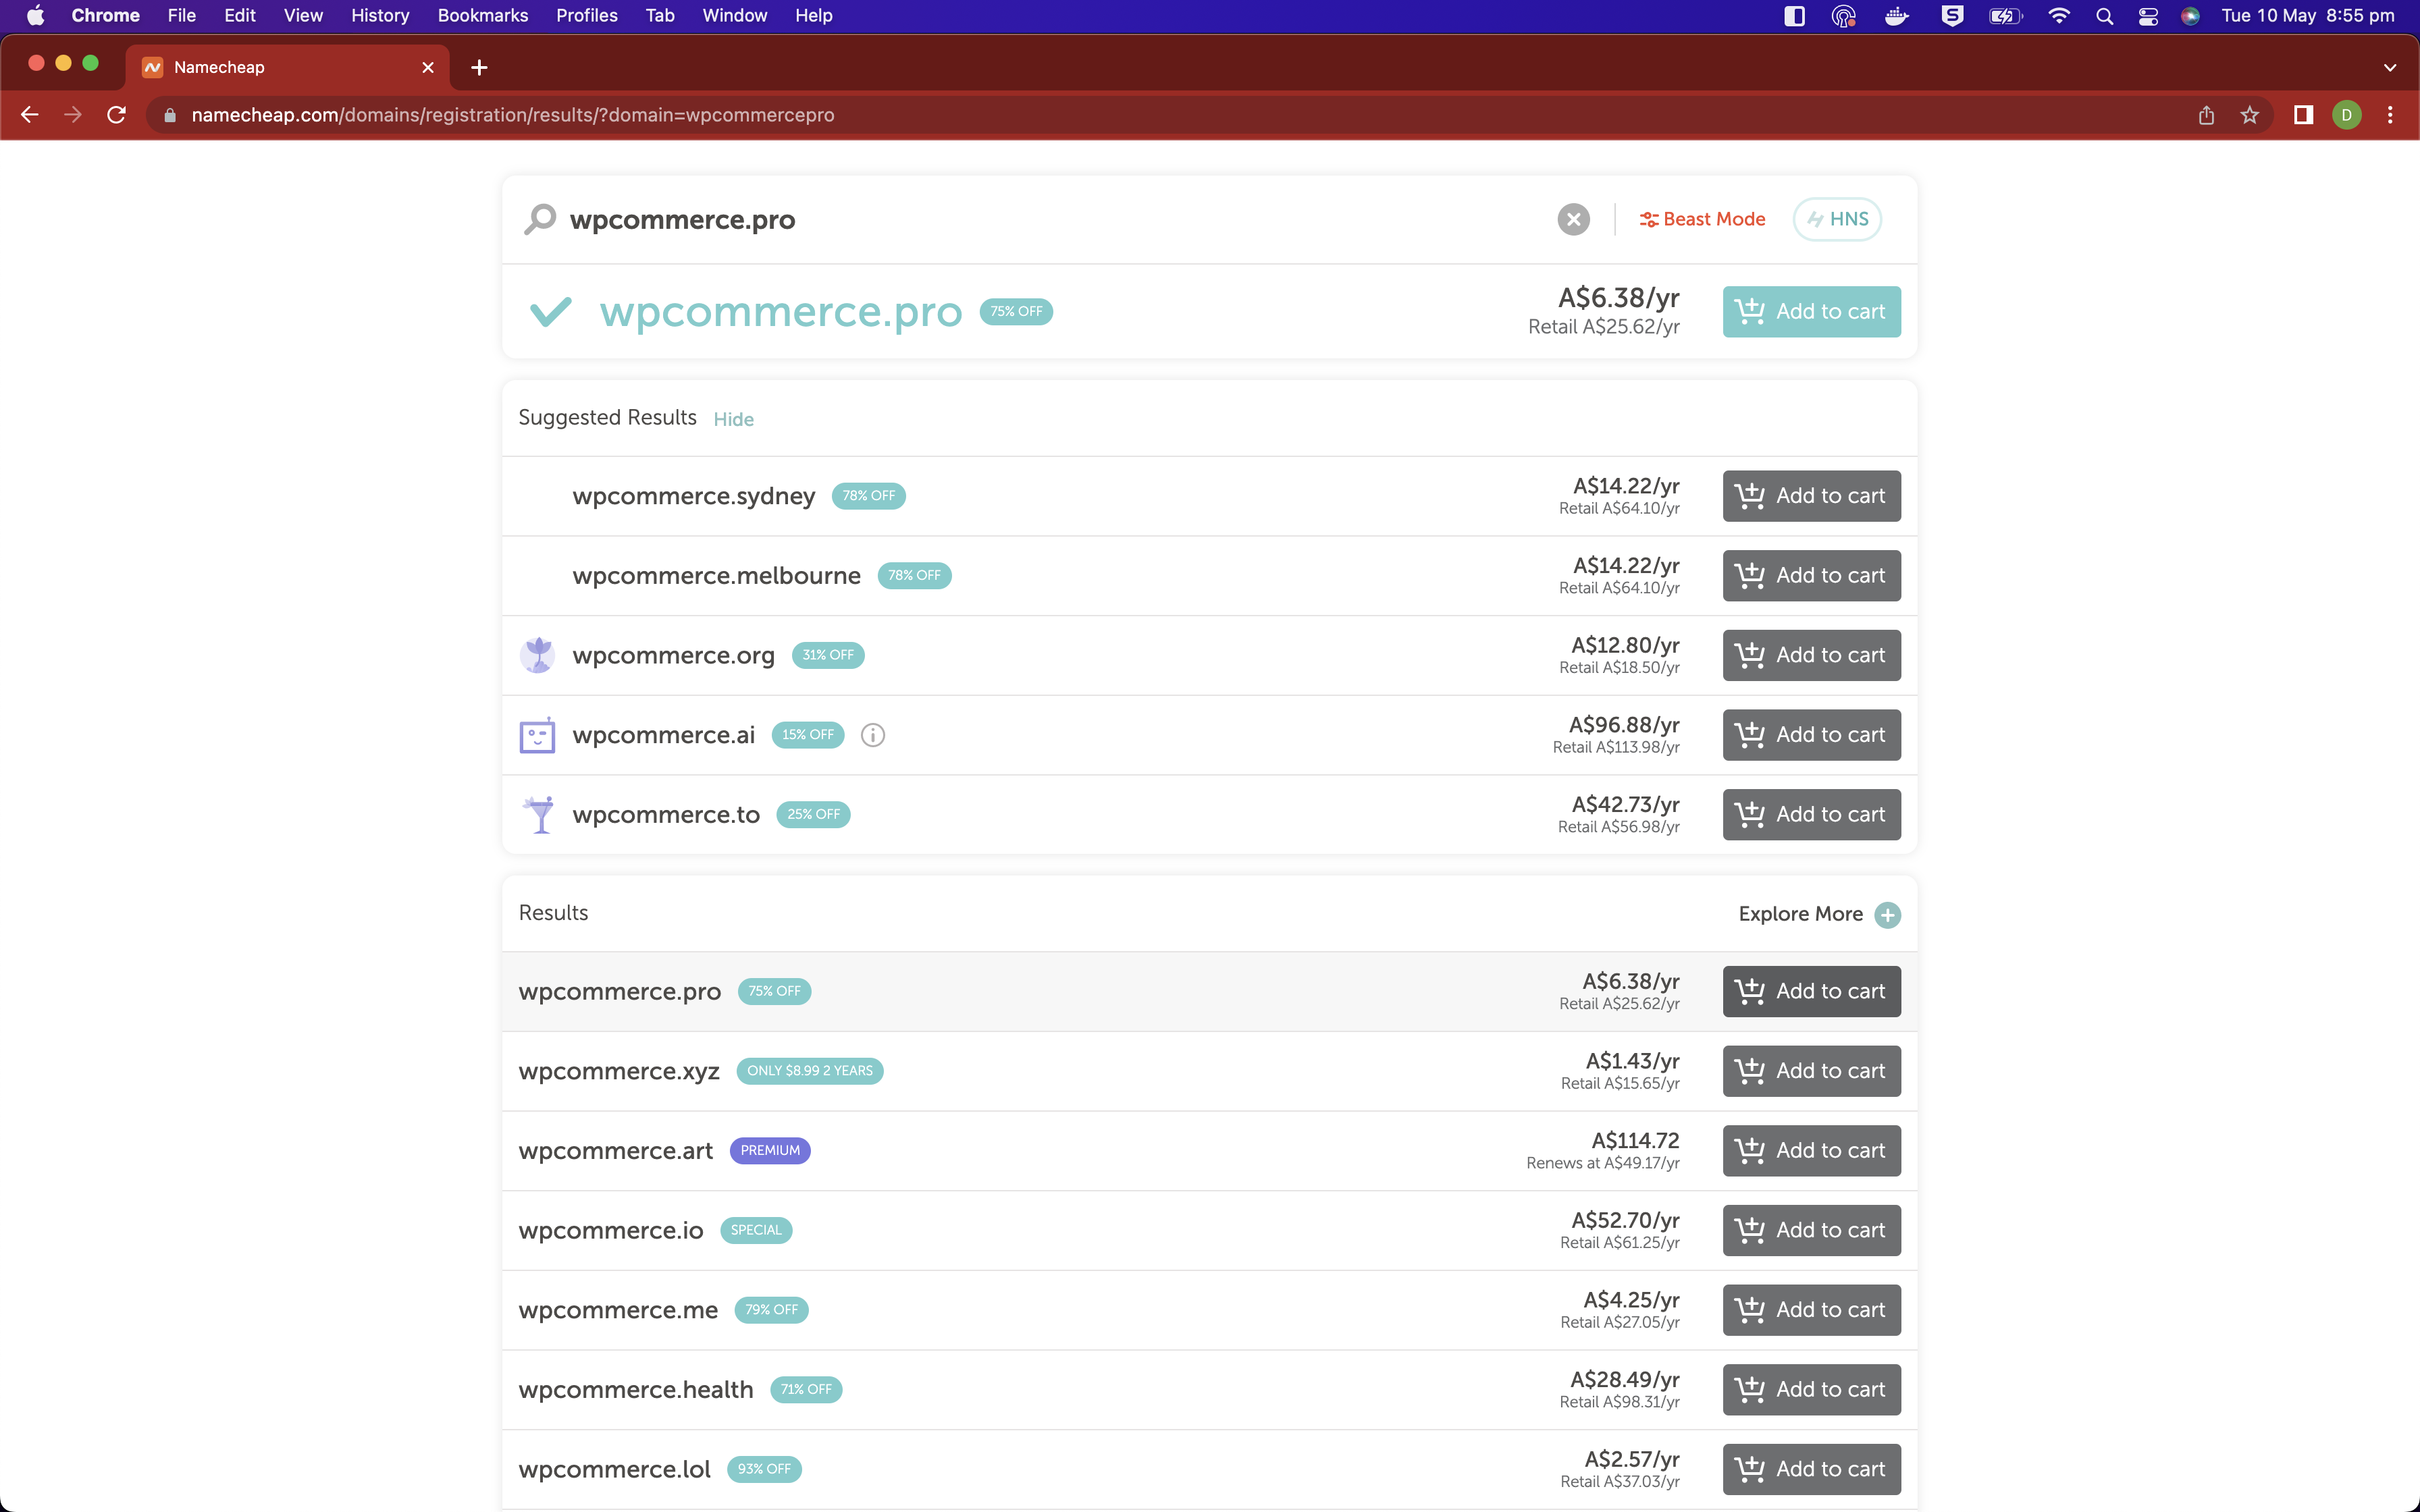 Chrome File Edit View History Bookmarks Profiles Tab Window Help Tue 10 May 8:55 pm
Namecheap
namecheap.com/domains/registration/results/?domain=wpcommercepro D
wpcommerce.pro Beast Mode HNS
wpcommerce.pro 75% OFF A$6.38/yr Add to cart
Retail A$25.62/yr
Suggested Results Hide
wpcommerce.sydney 78% OFF A$14.22/yr Add to cart
Retail A$64.10/yr
wpcommerce.melbourne 78% OFF A$14.22/yr Add to cart
Retail A$64.10/yr
wpcommerce.org 31% OFF A$12.80/yr Add to cart
Retail A$18.50/yr
wpcommerce.ai 15% OFF A$96.88/yr Add to cart
Retail A$113.98/yr
wpcommerce.to 25% OFF A$42.73/yr Add to cart
Retail A$56.98/yr
Results Explore More
wpcommerce.pro 75% OFF A$6.38/yr Add to cart
Retail A$25.62/yr
wpcommerce.xyz ONLY $8.99 2 YEARS A$1.43/yr Add to cart
Retail A$15.65/yr
wpcommerce.art PREMIUM A$114.72 Add to cart
Renews at A$49.17/yr
wpcommerce.io SPECIAL A$52.70/yr Add to cart
Retail A$61.25/yr
wpcommerce.me 79% OFF A$4.25/yr Add to cart
Retail A$27.05/yr
wpcommerce.health 71% OFF A$28.49/yr Add to cart
Retail A$98.31/yr
wpcommerce.lol 93% OFF A$2.57/yr Add to cart
Retail A$37.03/yr